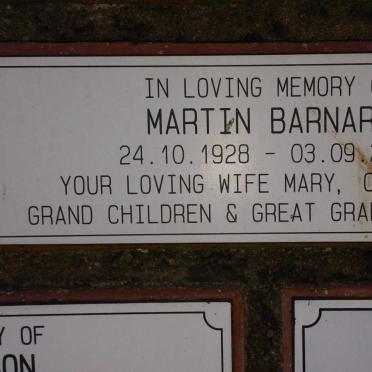 IN LOVING MEMORY
MARTIN BARNAR
24.10.1928 - 03.09.
YOUR LOVING WIFE MARY,
GRAND CHILDREN & GREAT GRA
Y OF
ON